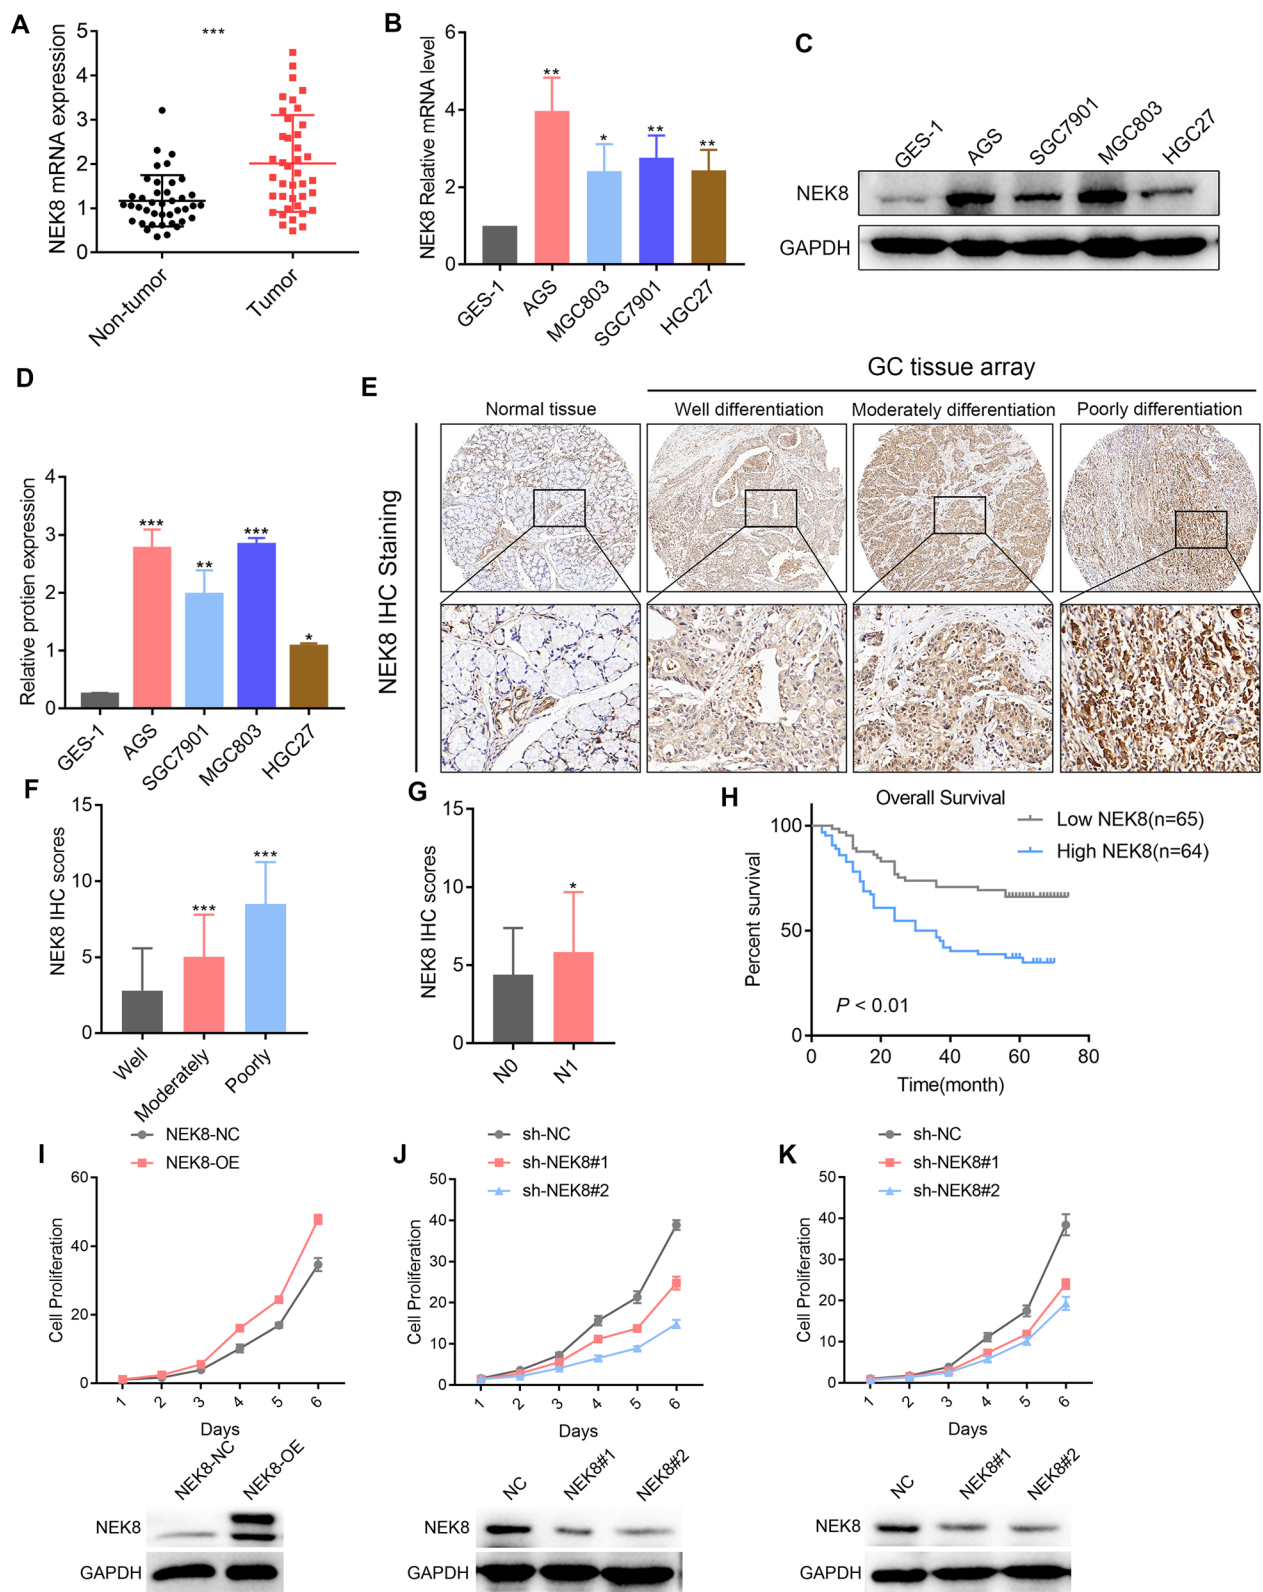 A
NEK8 mRNA expression
5
4
3
2
1
0
***
Non-tumor
Tumor
B
NEK8 Relative mRNA level
6
4
2
0
**
*
**
**
GES-1
AGS
MGC803
SGC7901
HGC27
C
GES-1
AGS
SGC7901
MGC803
HGC27
NEK8
GAPDH
D
Relative protien expression
4
3
2
1
0
***
**
***
*
GES-1
AGS
SGC7901
MGC803
HGC27
E
GC tissue array
Normal tissue
Well differentiation
Moderately differentiation
Poorly differentiation
NEK8 IHC Staining
F
NEK8 IHC scores
15
10
5
0
***
***
Well
Moderately
Poorly
G
NEK8 IHC scores
15
10
5
0
*
N0
N1
H
Overall Survival
Low NEK8(n=65)
High NEK8(n=64)
Percent survival
100
50
0
P < 0.01
0 20 40 60 80
Time(month)
I
NEK8-NC
NEK8-OE
Cell Proliferation
60
40
20
0
1 2 3 4 5 6
Days
NEK8-NC
NEK8-OE
NEK8
GAPDH
J
sh-NC
sh-NEK8#1
sh-NEK8#2
Cell Proliferation
50
40
30
20
10
0
1 2 3 4 5 6
Days
NC
NEK8#1
NEK8#2
NEK8
GAPDH
K
sh-NC
sh-NEK8#1
sh-NEK8#2
Cell Proliferation
50
40
30
20
10
0
1 2 3 4 5 6
Days
NC
NEK8#1
NEK8#2
NEK8
GAPDH